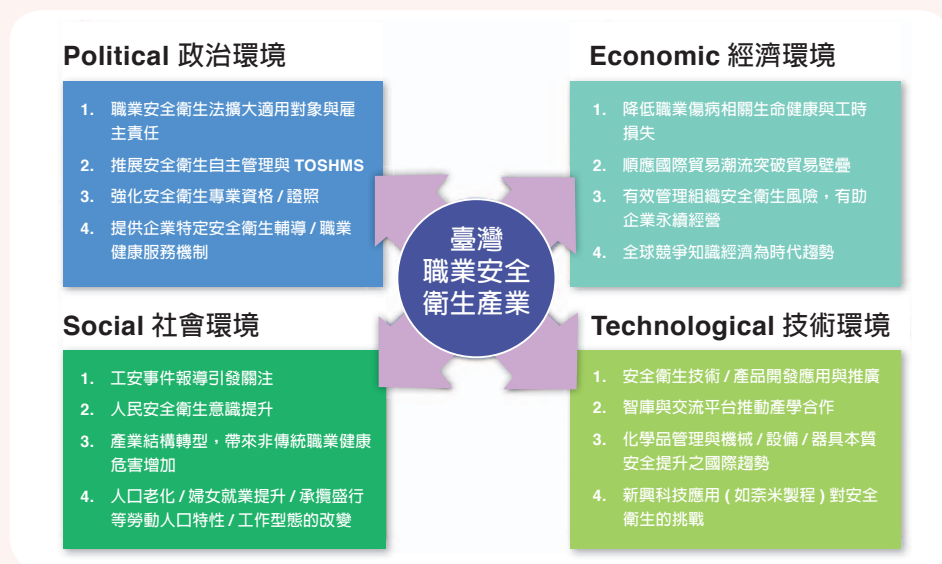 Political 政治環境
1. 職業安全衛生法擴大適用對象與雇
主責任
2. 推展安全衛生自主管理與 TOSHMS
3. 強化安全衛生專業資格 / 證照
4. 提供企業特定安全衛生輔導 / 職業
健康服務機制
Economic 經濟環境
1. 降低職業傷病相關生命健康與工時
損失
2. 順應國際貿易潮流突破貿易壁壘
3. 有效管理組織安全衛生風險，有助
企業永續經營
4. 全球競爭知識經濟為時代趨勢
臺灣
職業安全
衛生產業
Social 社會環境
1. 工安事件報導引發關注
2. 人民安全衛生意識提升
3. 產業結構轉型，帶來非傳統職業健康
危害增加
4. 人口老化 / 婦女就業提升 / 承攬盛行
等勞動人口特性 / 工作型態的改變
Technological 技術環境
1. 安全衛生技術 / 產品開發應用與推廣
2. 智庫與交流平台推動產學合作
3. 化學品管理與機械 / 設備 / 器具本質
安全提升之國際趨勢
4. 新興科技應用 ( 如奈米製程 ) 對安全
衛生的挑戰